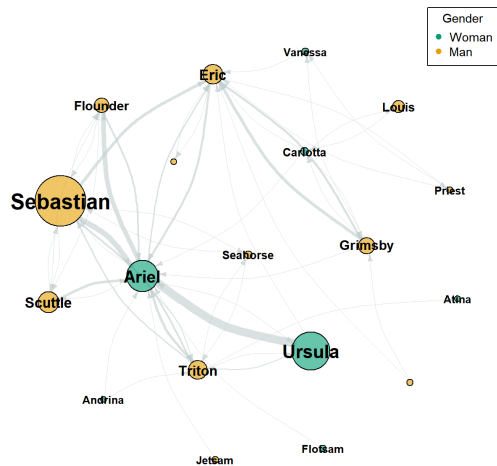 Gender
Woman
Man
Vanessa
Eric
Flounder
Louis
Carlotta
Priest
Sebastian
Grimsby
Seahorse
Ariel
Scuttle
Atina
Ursula
Triton
Andrina
Flotsam
Jetsam